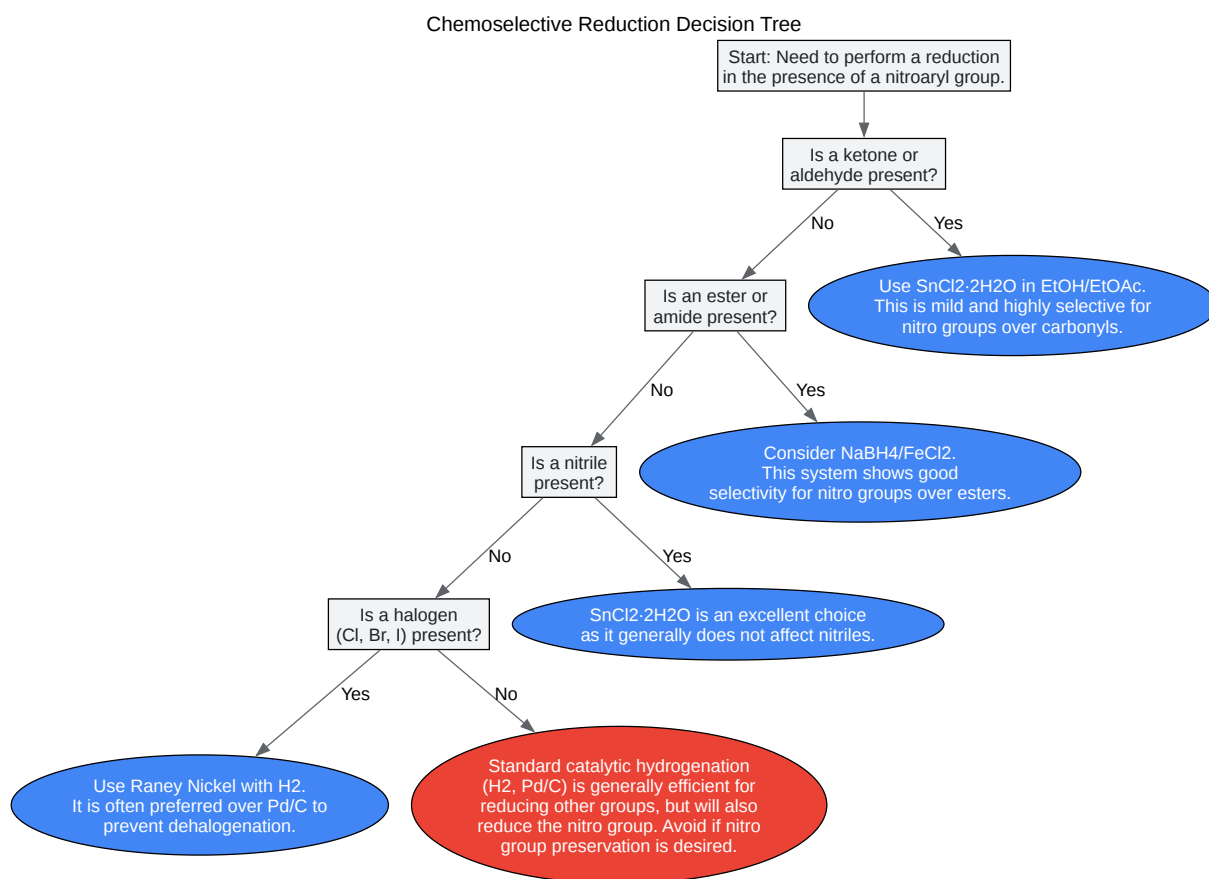 Chemoselective Reduction Decision Tree
Start: Need to perform a reduction
in the presence of a nitroaryl group.
Is a ketone or
aldehyde present?
No
Yes
Is an ester or
amide present?
Use SnCl2·2H2O in EtOH/EtOAc.
This is mild and highly selective for
nitro groups over carbonyls.
No
Yes
Is a nitrile
present?
Consider NaBH4/FeCl2.
This system shows good
selectivity for nitro groups over esters.
No
Yes
Is a halogen
(Cl, Br, I) present?
SnCl2·2H2O is an excellent choice
as it generally does not affect nitriles.
Yes
No
Use Raney Nickel with H2.
It is often preferred over Pd/C to
prevent dehalogenation.
Standard catalytic hydrogenation
(H2, Pd/C) is generally efficient for
reducing other groups, but will also
reduce the nitro group. Avoid if nitro
group preservation is desired.